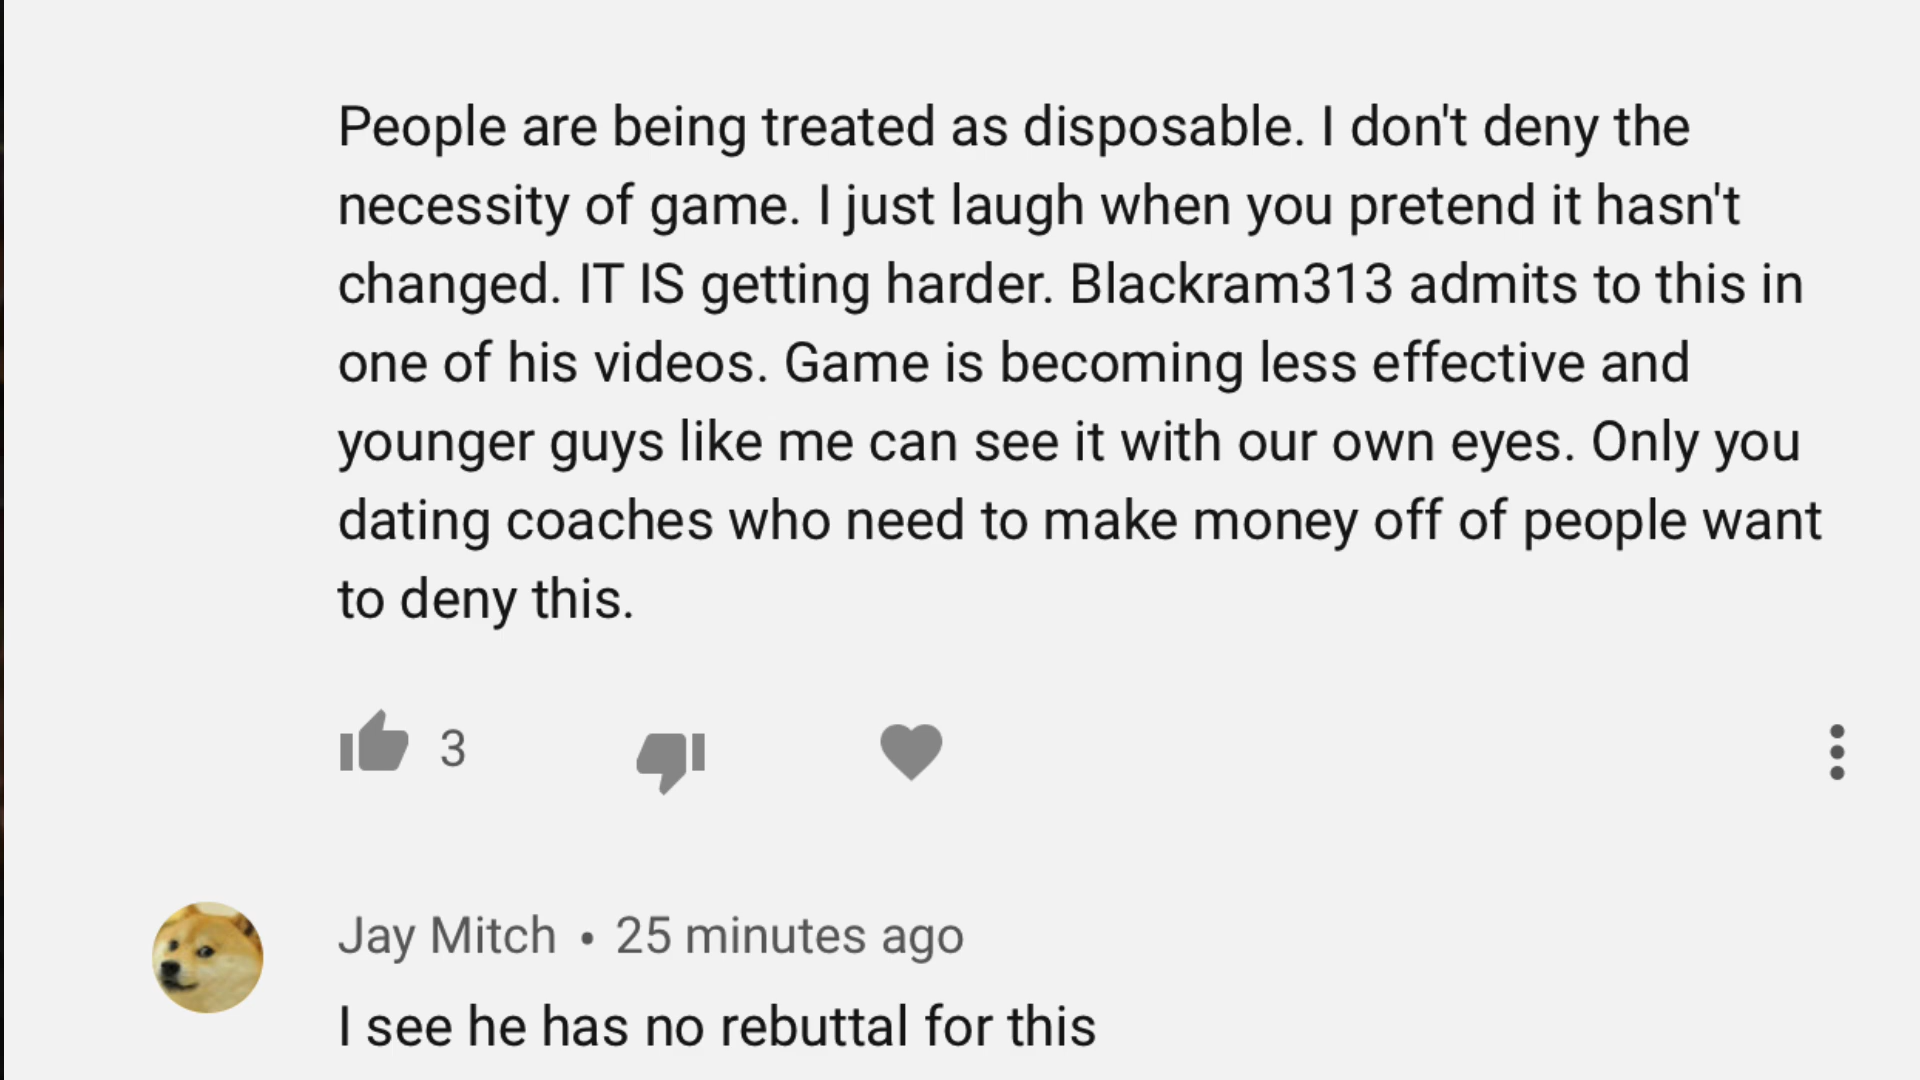 People are being treated as disposable. I don't deny the
necessity of game. I just laugh when you pretend it hasn't
changed. IT IS getting harder. Blackram313 admits to this in
one of his videos. Game is becoming less effective and
younger guys like me can see it with our own eyes. Only you
dating coaches who need to make money off of people want
to deny this.
3
Jay Mitch • 25 minutes ago
I see he has no rebuttal for this